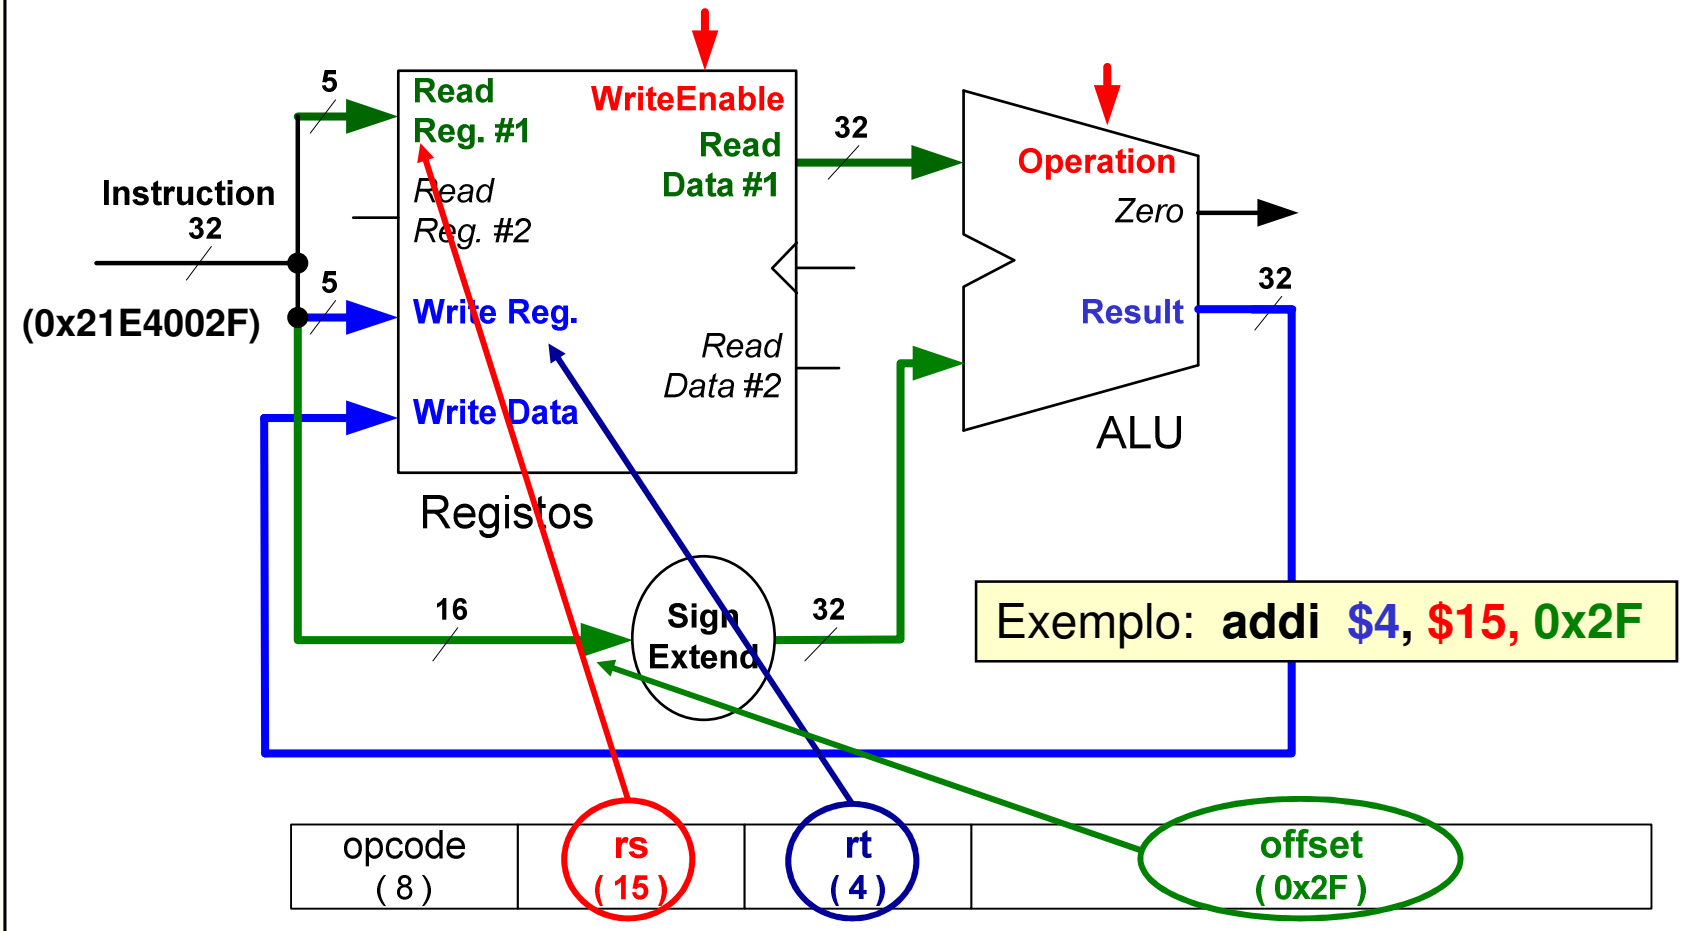 5
Read
Reg. #1
WriteEnable
Read
Data #1
32
Operation
Zero
Instruction
32
Read
Reg. #2
(0x21E4002F)
5
Write Reg.
32
Result
Read
Data #2
Write Data
ALU
Registos
16
Sign
Extend
32
Exemplo: addi $4, $15, 0x2F
opcode
( 8 )
rs
( 15 )
rt
( 4 )
offset
( 0x2F )